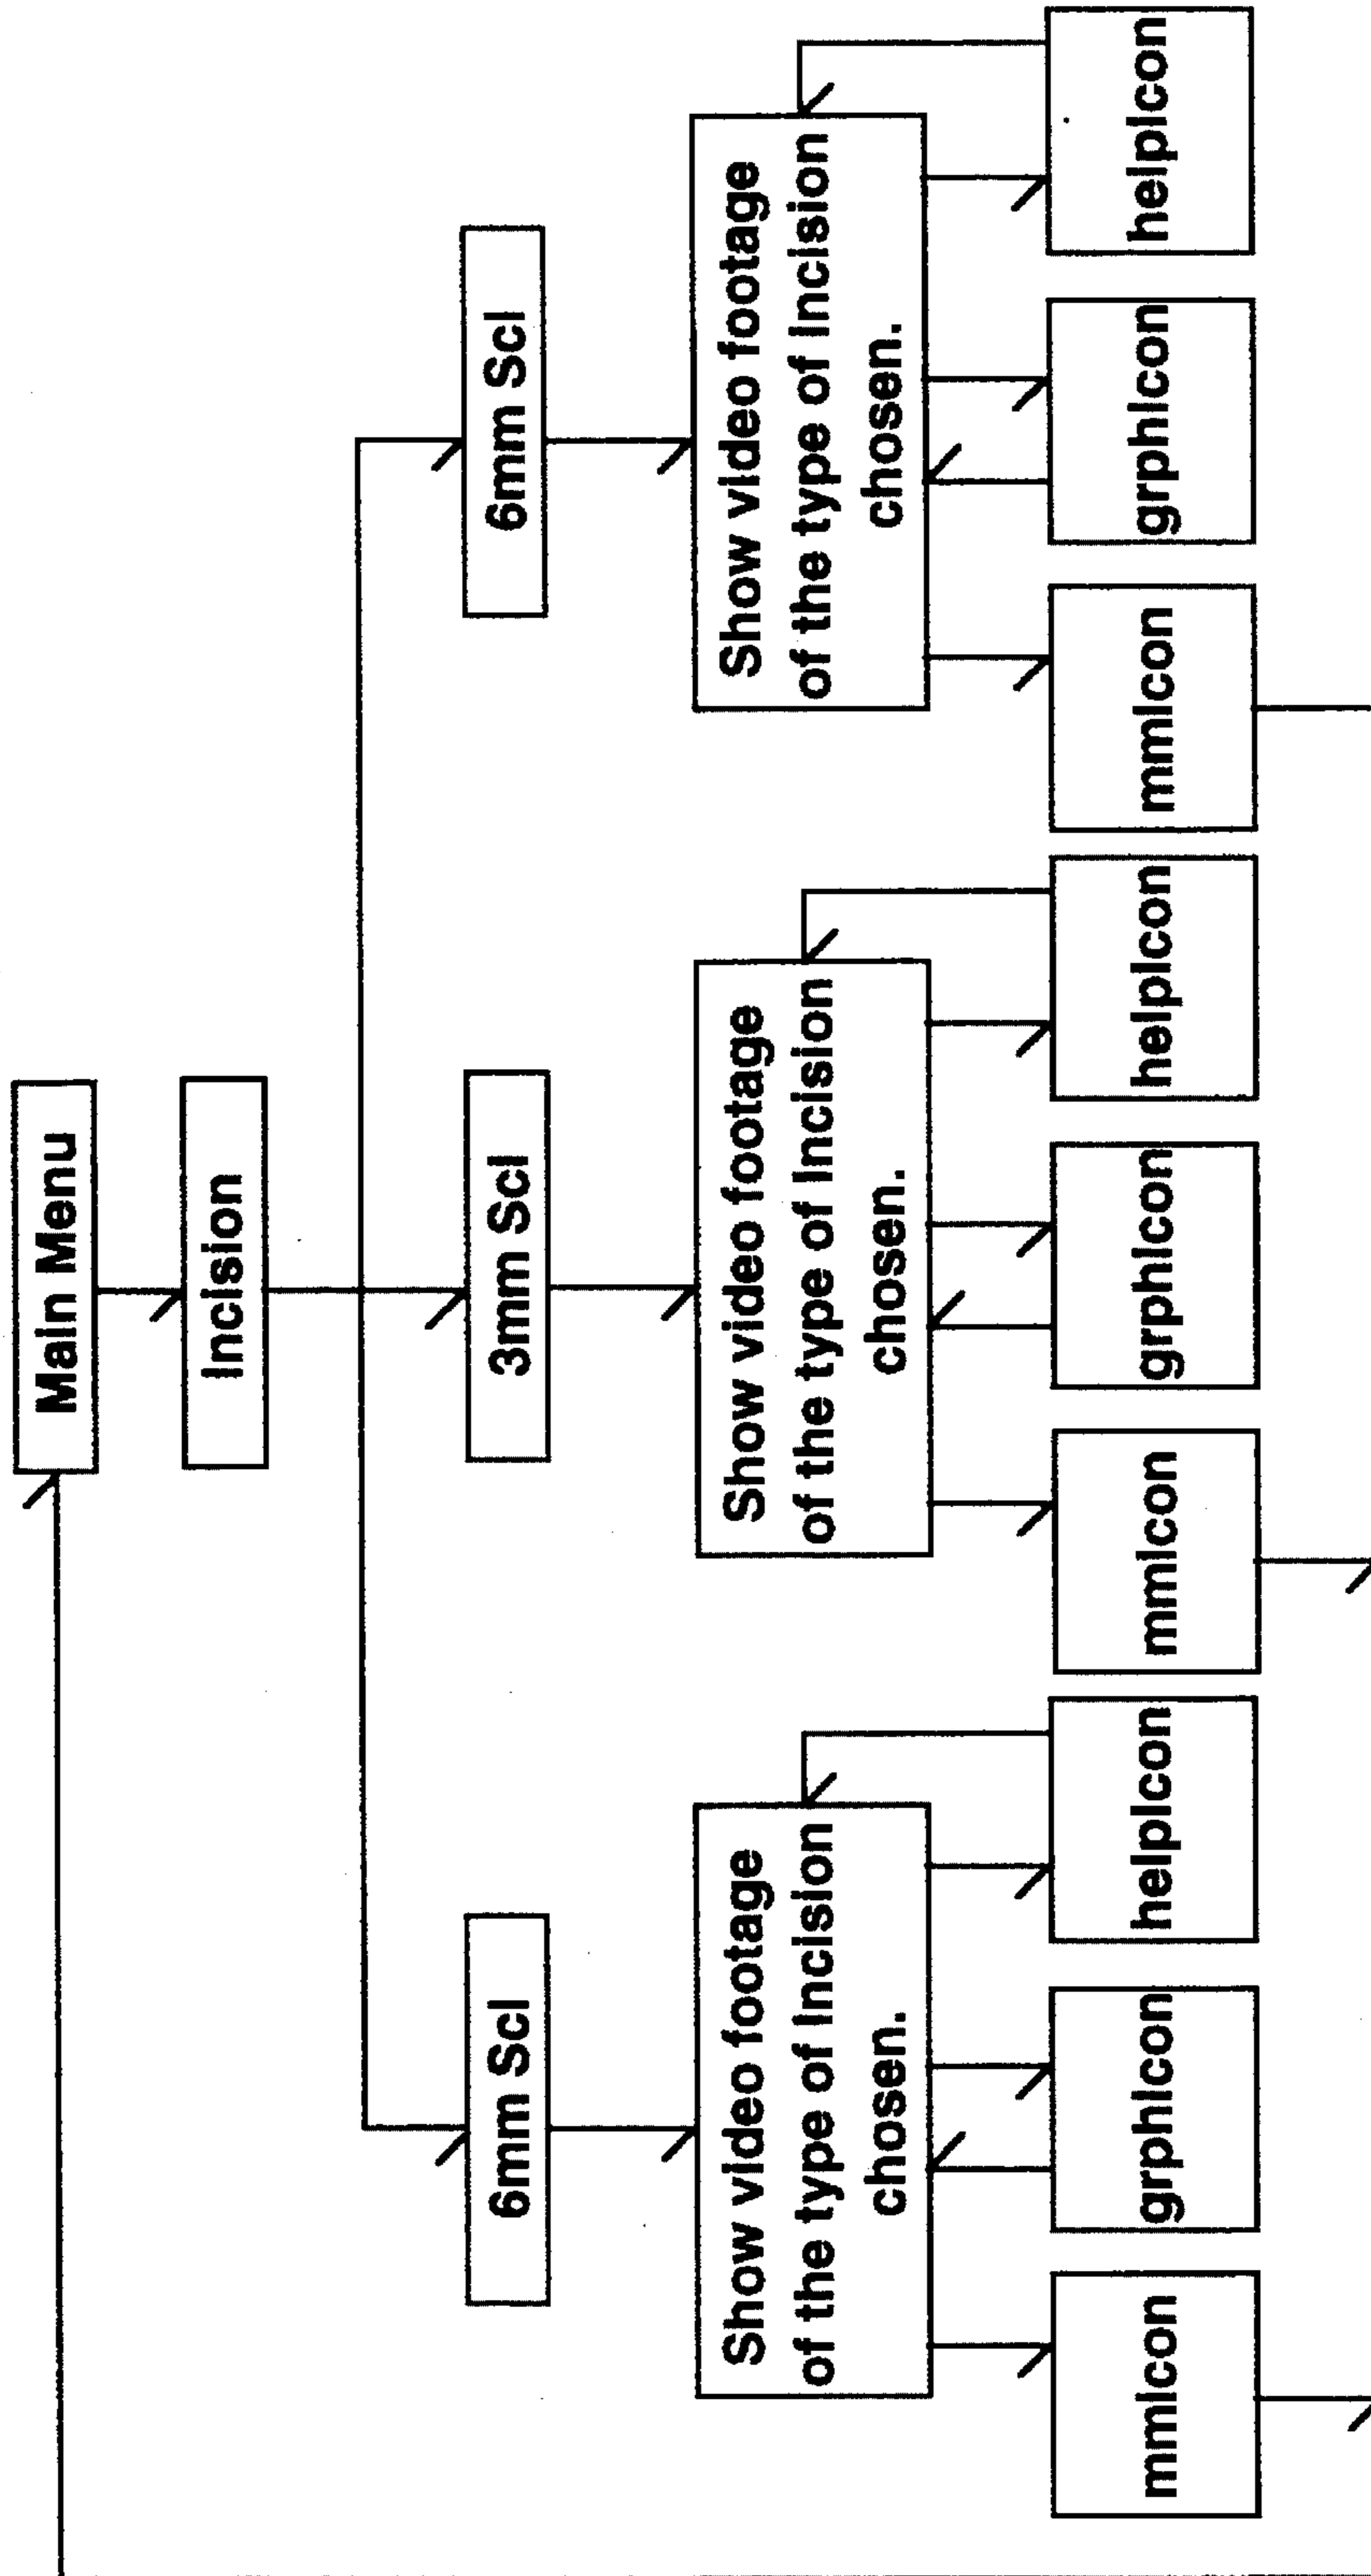 Main Menu
Incision
6mm Scl
3mm Scl
6mm Scl
Show video footage
of the type of Incision
chosen.
Show video footage
of the type of Incision
chosen.
Show video footage
of the type of Incision
chosen.
mmIcon
grphIcon
helpIcon
mmIcon
grphIcon
helpIcon
mmIcon
grphIcon
helpIcon